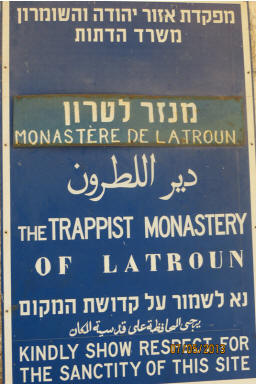 מפקדת אזור יהודה והשומרון
משרד הדתות
מנזר לטרון
MONASTÈRE DE LATROUN
دير اللطرون
THE TRAPPIST MONASTERY
OF LATROUN
נא לשמור על קדושת המקום
يرجى المحافظة على قدسية المكان
KINDLY SHOW RESPECT FOR
THE SANCTITY OF THIS SITE